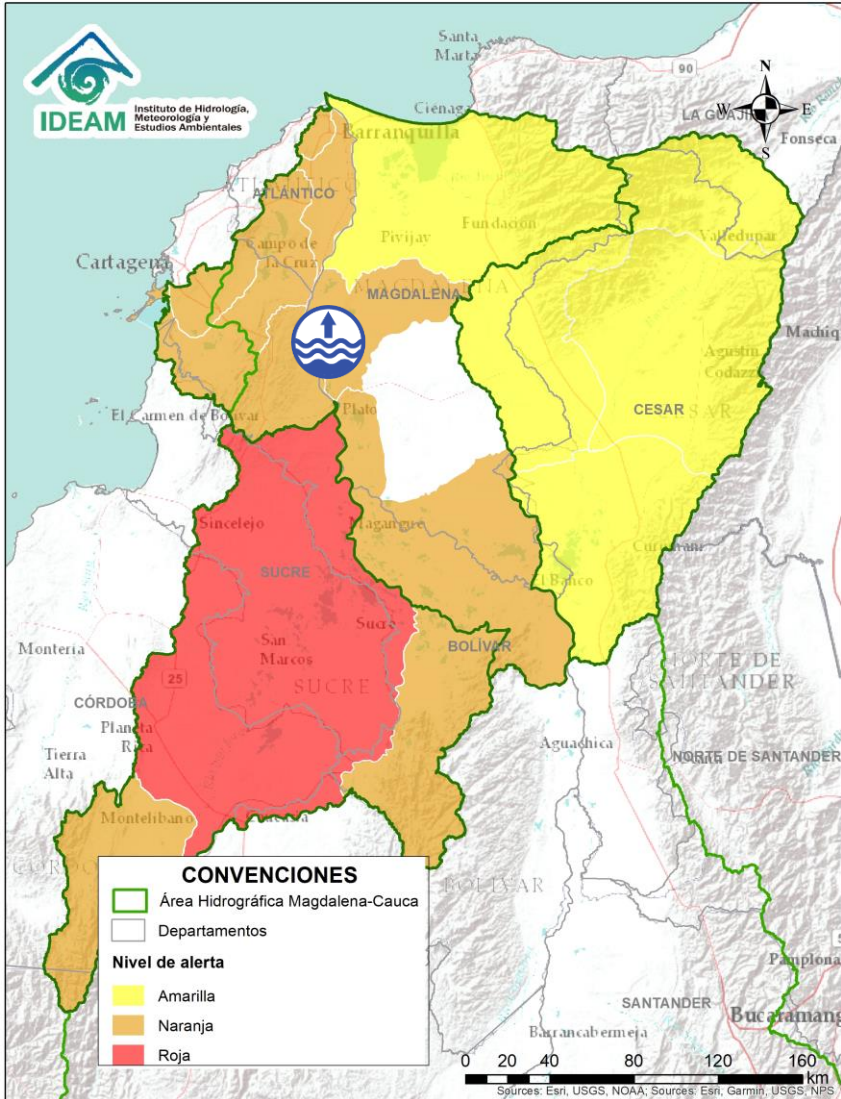 IDEAM
Instituto de Hidrología,
Meteorología y
Estudios Ambientales
Santa
Marta
90
N
W
E
S
Ciénaga
LA GUAJIRA
Fonseca
Barranquilla
ATLÁNTICO
Pivijay
Fundación
Valledupar
Campo de
la Cruz
Cartagena
MAGDALENA
Agustín
Codazzi
CESAR
El Carmen de Bolívar
Plato
Sincelejo
Magangué
SUCRE
El Banco
Sucre
BOLÍVAR
San
Marcos
SUCRE
Montería
25
CÓRDOBA
Planeta
Rica
Tierra
Alta
NORTE DE
SANTANDER
Aguachica
NORTE DE SANTANDER
Montelíbano
BOLÍVAR
CONVENCIONES
Área Hidrográfica Magdalena-Cauca
Departamentos
Nivel de alerta
Amarilla
Naranja
Roja
Pamplona
SANTANDER
Bucaramang
Barrancabermeja
0 20 40 80 120 160
km
Sources: Esri, USGS, NOAA; Sources: Esri, Garmin, USGS, NPS